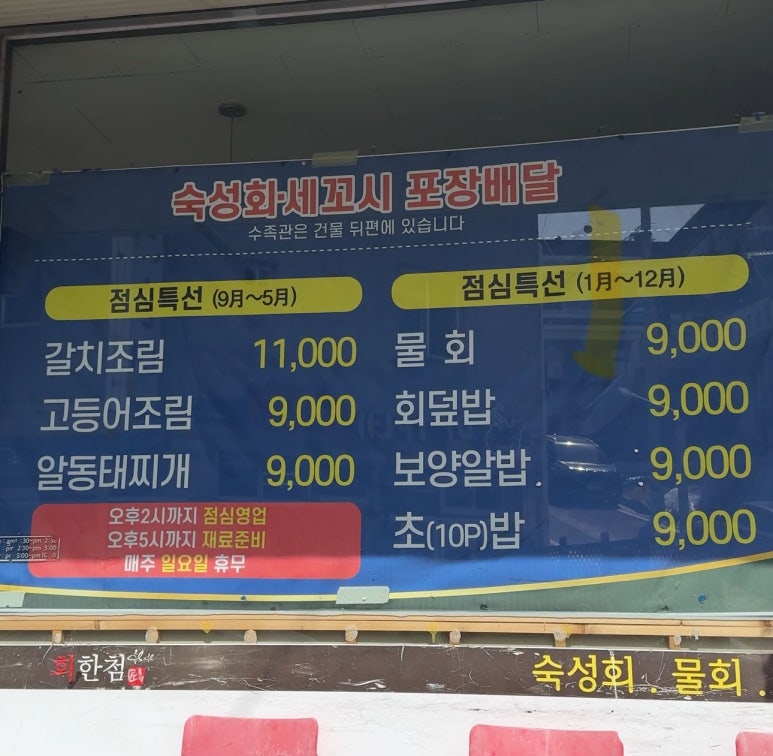 숙성회·세꼬시 포장배달
수족관은 건물 뒤편에 있습니다
점심특선 (9月~5月)
갈치조림 11,000
고등어조림 9,000
알동태찌개 9,000
오후2시까지 점심영업
오후5시까지 재료준비
매주 일요일 휴무
점심특선 (1月~12月)
물 회 9,000
회덮밥 9,000
보양알밥 9,000
초(10P)밥 9,000
회한첨
숙성회 . 물회 .